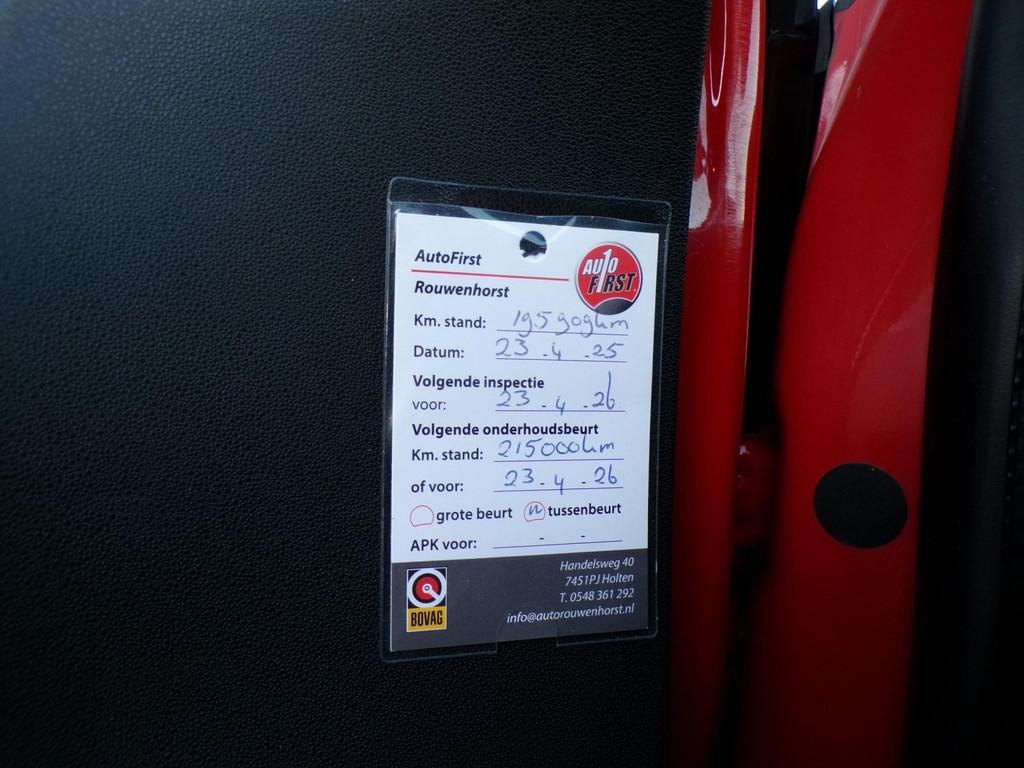 AutoFirst
AUTO FIRST
Rouwenhorst
Km. stand: 195909km
Datum: 23 - 4 - 25
Volgende inspectie
voor: 23 - 4 - 26
Volgende onderhoudsbeurt
Km. stand: 215000km
of voor: 23 - 4 - 26
grote beurt tussenbeurt
APK voor: - -
Handelsweg 40
7451PJ Holten
T. 0548 361 292
info@autorouwenhorst.nl
BOVAG